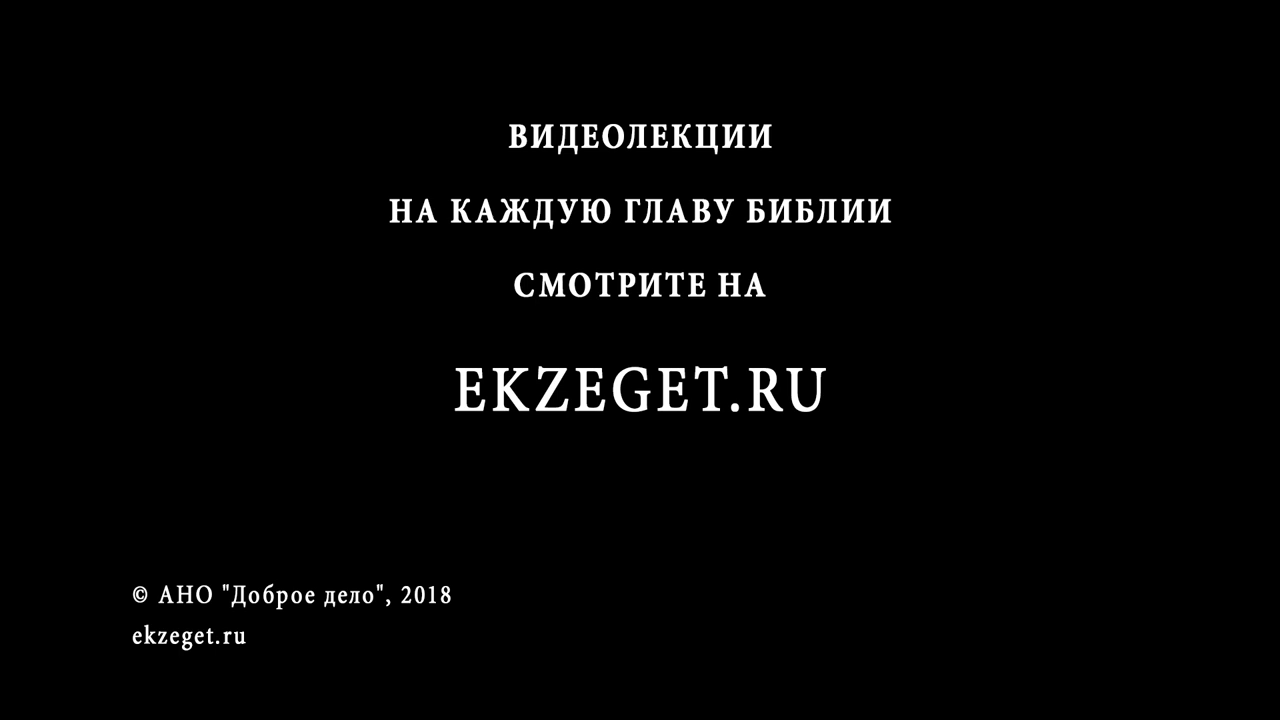 ВИДЕОЛЕКЦИИ
НА КАЖДУЮ ГЛАВУ БИБЛИИ
СМОТРИТЕ НА
EKZEGET.RU
© АНО "Доброе дело", 2018
ekzeget.ru